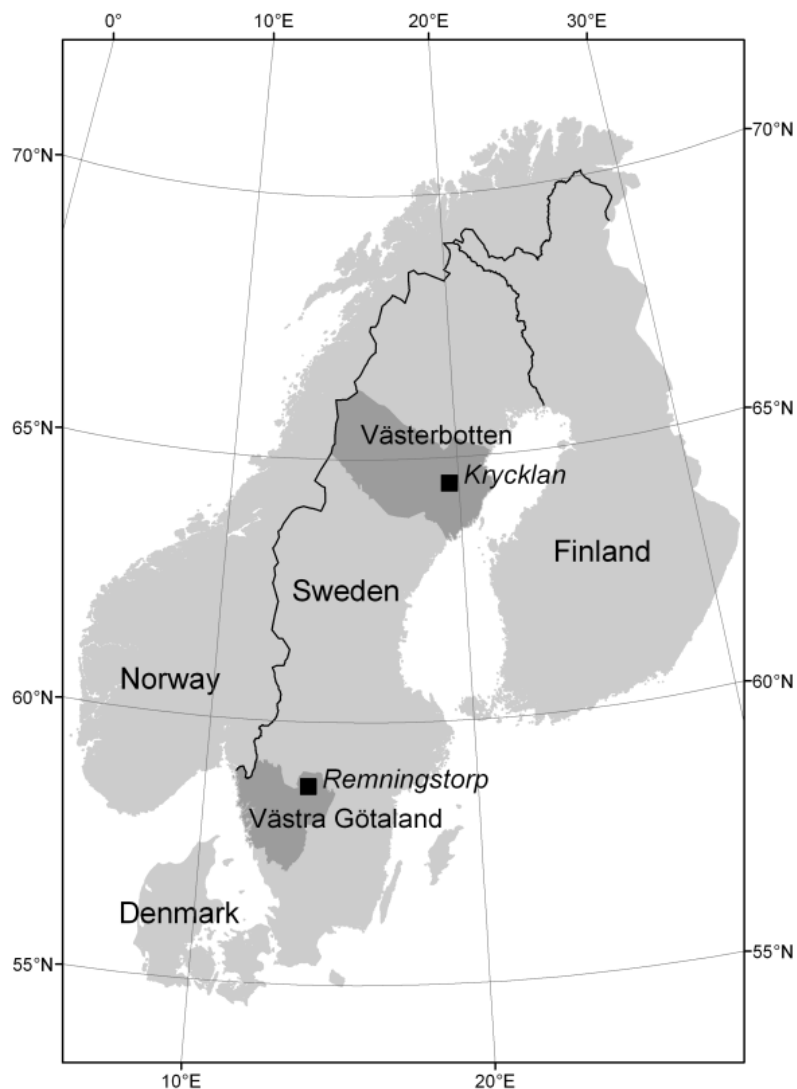 0°
10°E
20°E
30°E
70°N
70°N
65°N
65°N
Västerbotten
Krycklan
Finland
Sweden
Norway
60°N
60°N
Remningstorp
Västra Götaland
Denmark
55°N
55°N
10°E
20°E